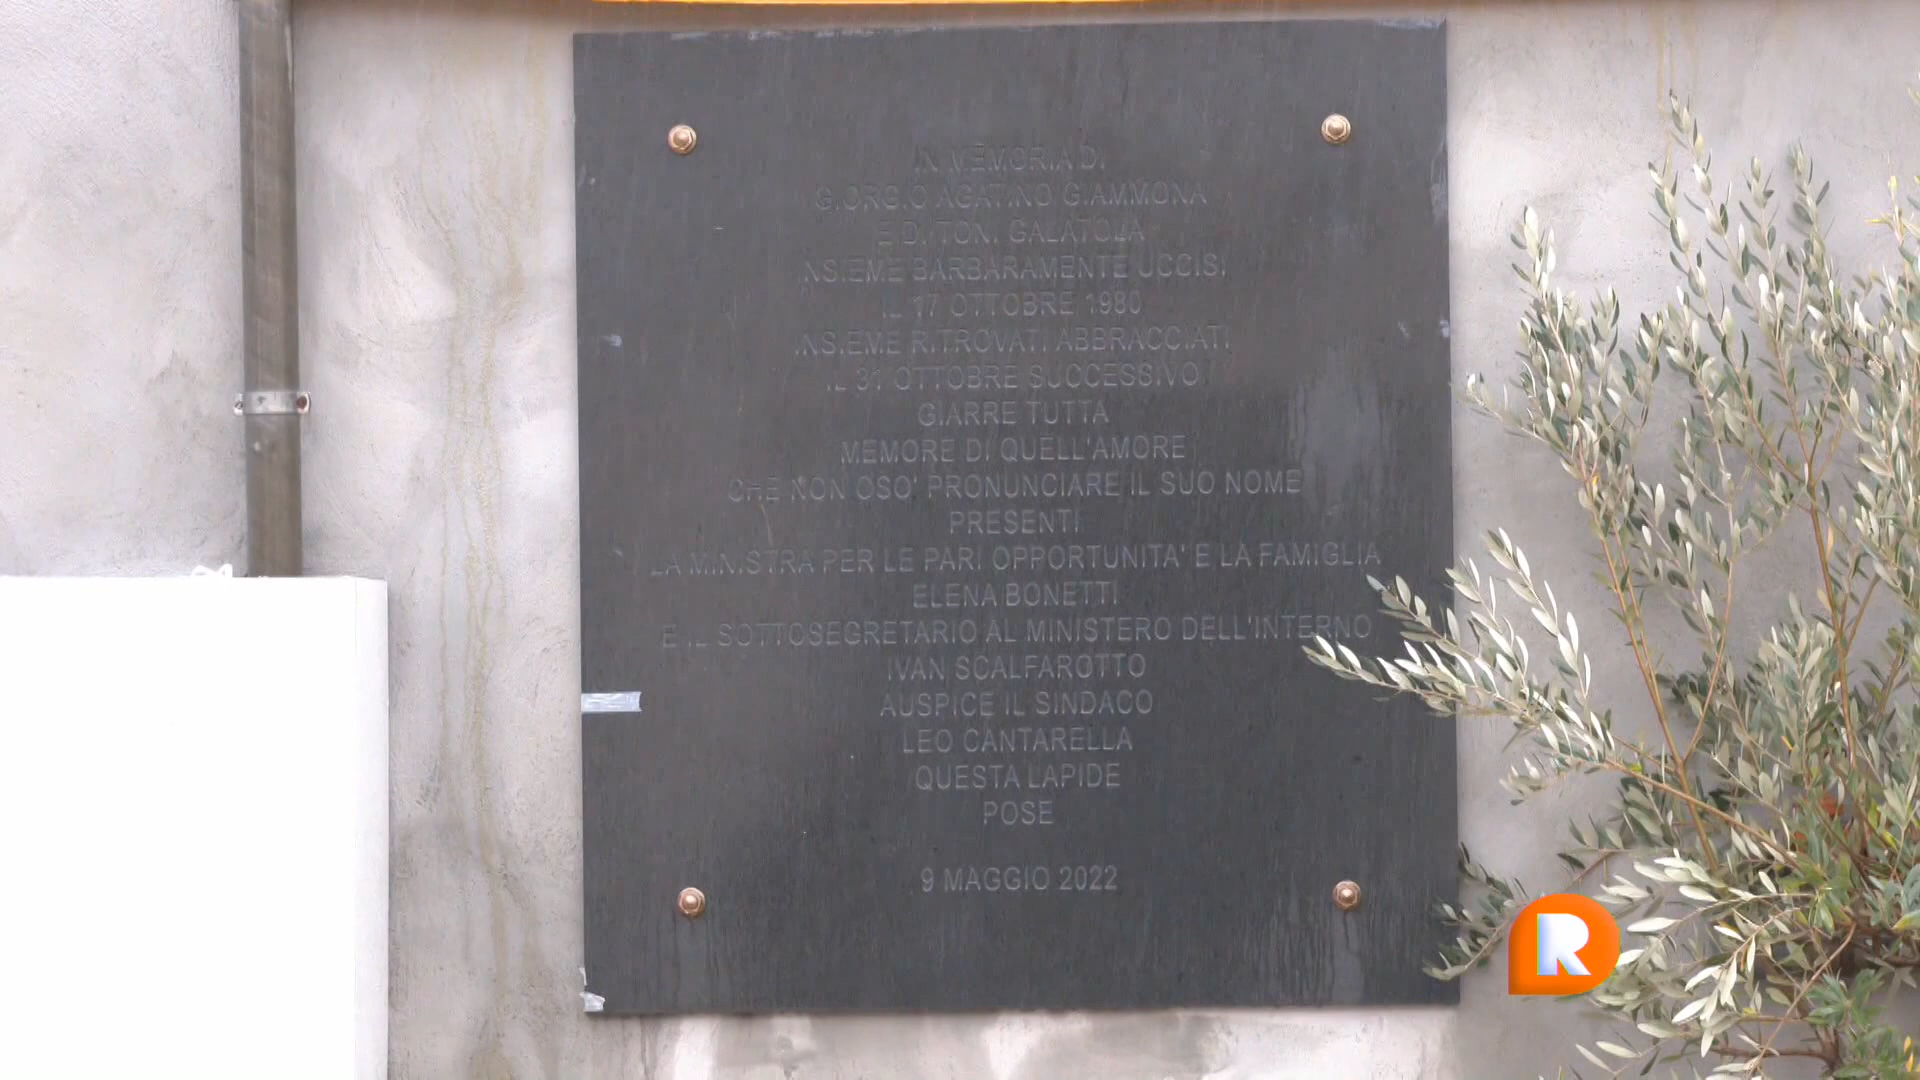 IN MEMORIA DI
GIORGIO AGATINO GIAMMONA
E DI TONI GALATOLA
INSIEME BARBARAMENTE UCCISI
IL 17 OTTOBRE 1980
INSIEME RITROVATI ABBRACCIATI
IL 31 OTTOBRE SUCCESSIVO.
GIARRE TUTTA
MEMORE DI QUELL'AMORE
CHE NON OSO' PRONUNCIARE IL SUO NOME
PRESENTI
LA MINISTRA PER LE PARI OPPORTUNITA' E LA FAMIGLIA
ELENA BONETTI
E IL SOTTOSEGRETARIO AL MINISTERO DELL'INTERNO
IVAN SCALFAROTTO
AUSPICE IL SINDACO
LEO CANTARELLA
QUESTA LAPIDE
POSE
9 MAGGIO 2022
R